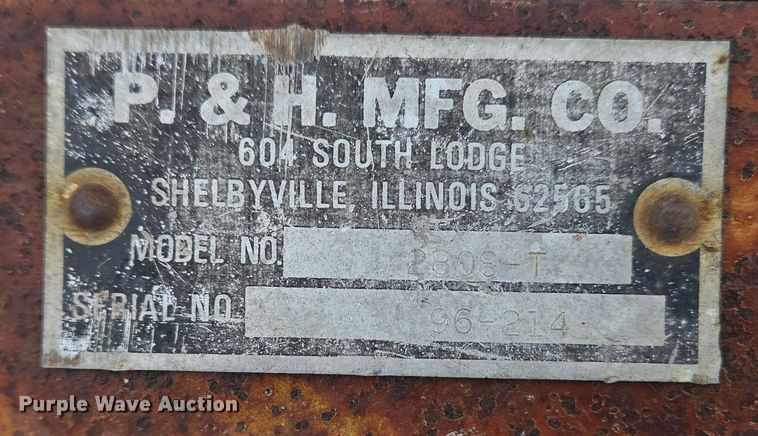 P. & H. MFG. CO.
604 SOUTH LODGE
SHELBYVILLE, ILLINOIS 62565
MODEL NO. 2808-T
SERIAL NO. 96-214
Purple Wave Auction